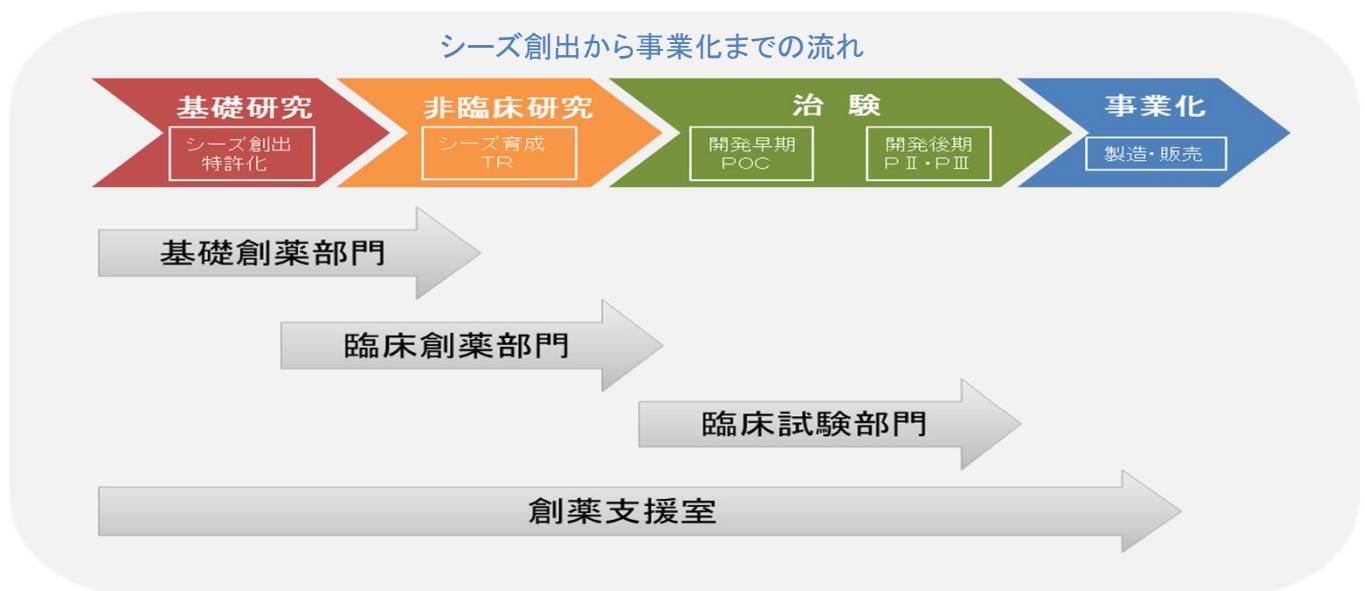 シーズ創出から事業化までの流れ
基礎研究
シーズ創出
特許化
非臨床研究
シーズ育成
TR
治 験
開発早期
POC
開発後期
PⅡ・PⅢ
事業化
製造・販売
基礎創薬部門
臨床創薬部門
臨床試験部門
創薬支援室